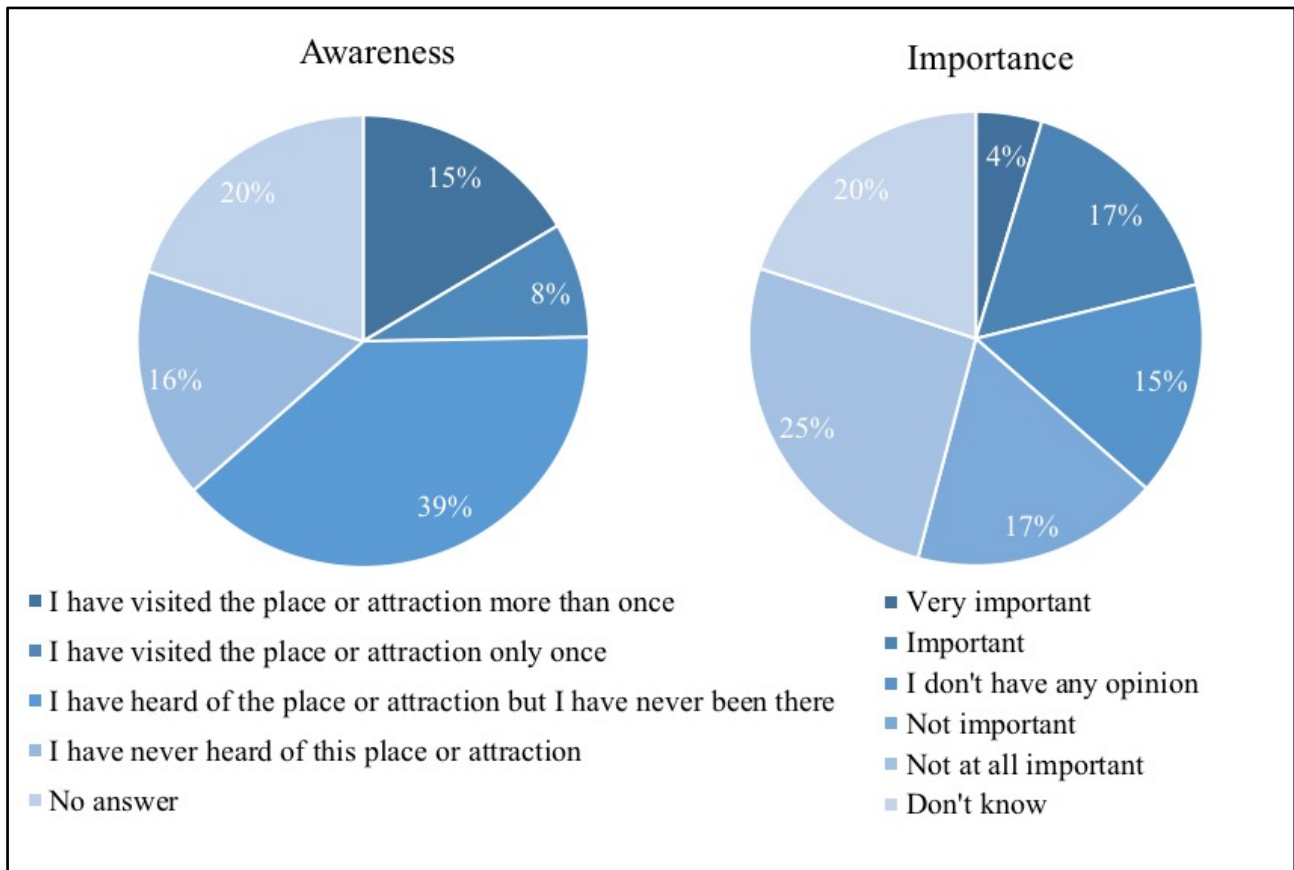 Awareness
15%
8%
39%
16%
20%
I have visited the place or attraction more than once
I have visited the place or attraction only once
I have heard of the place or attraction but I have never been there
I have never heard of this place or attraction
No answer
Importance
4%
17%
15%
17%
25%
20%
Very important
Important
I don't have any opinion
Not important
Not at all important
Don't know